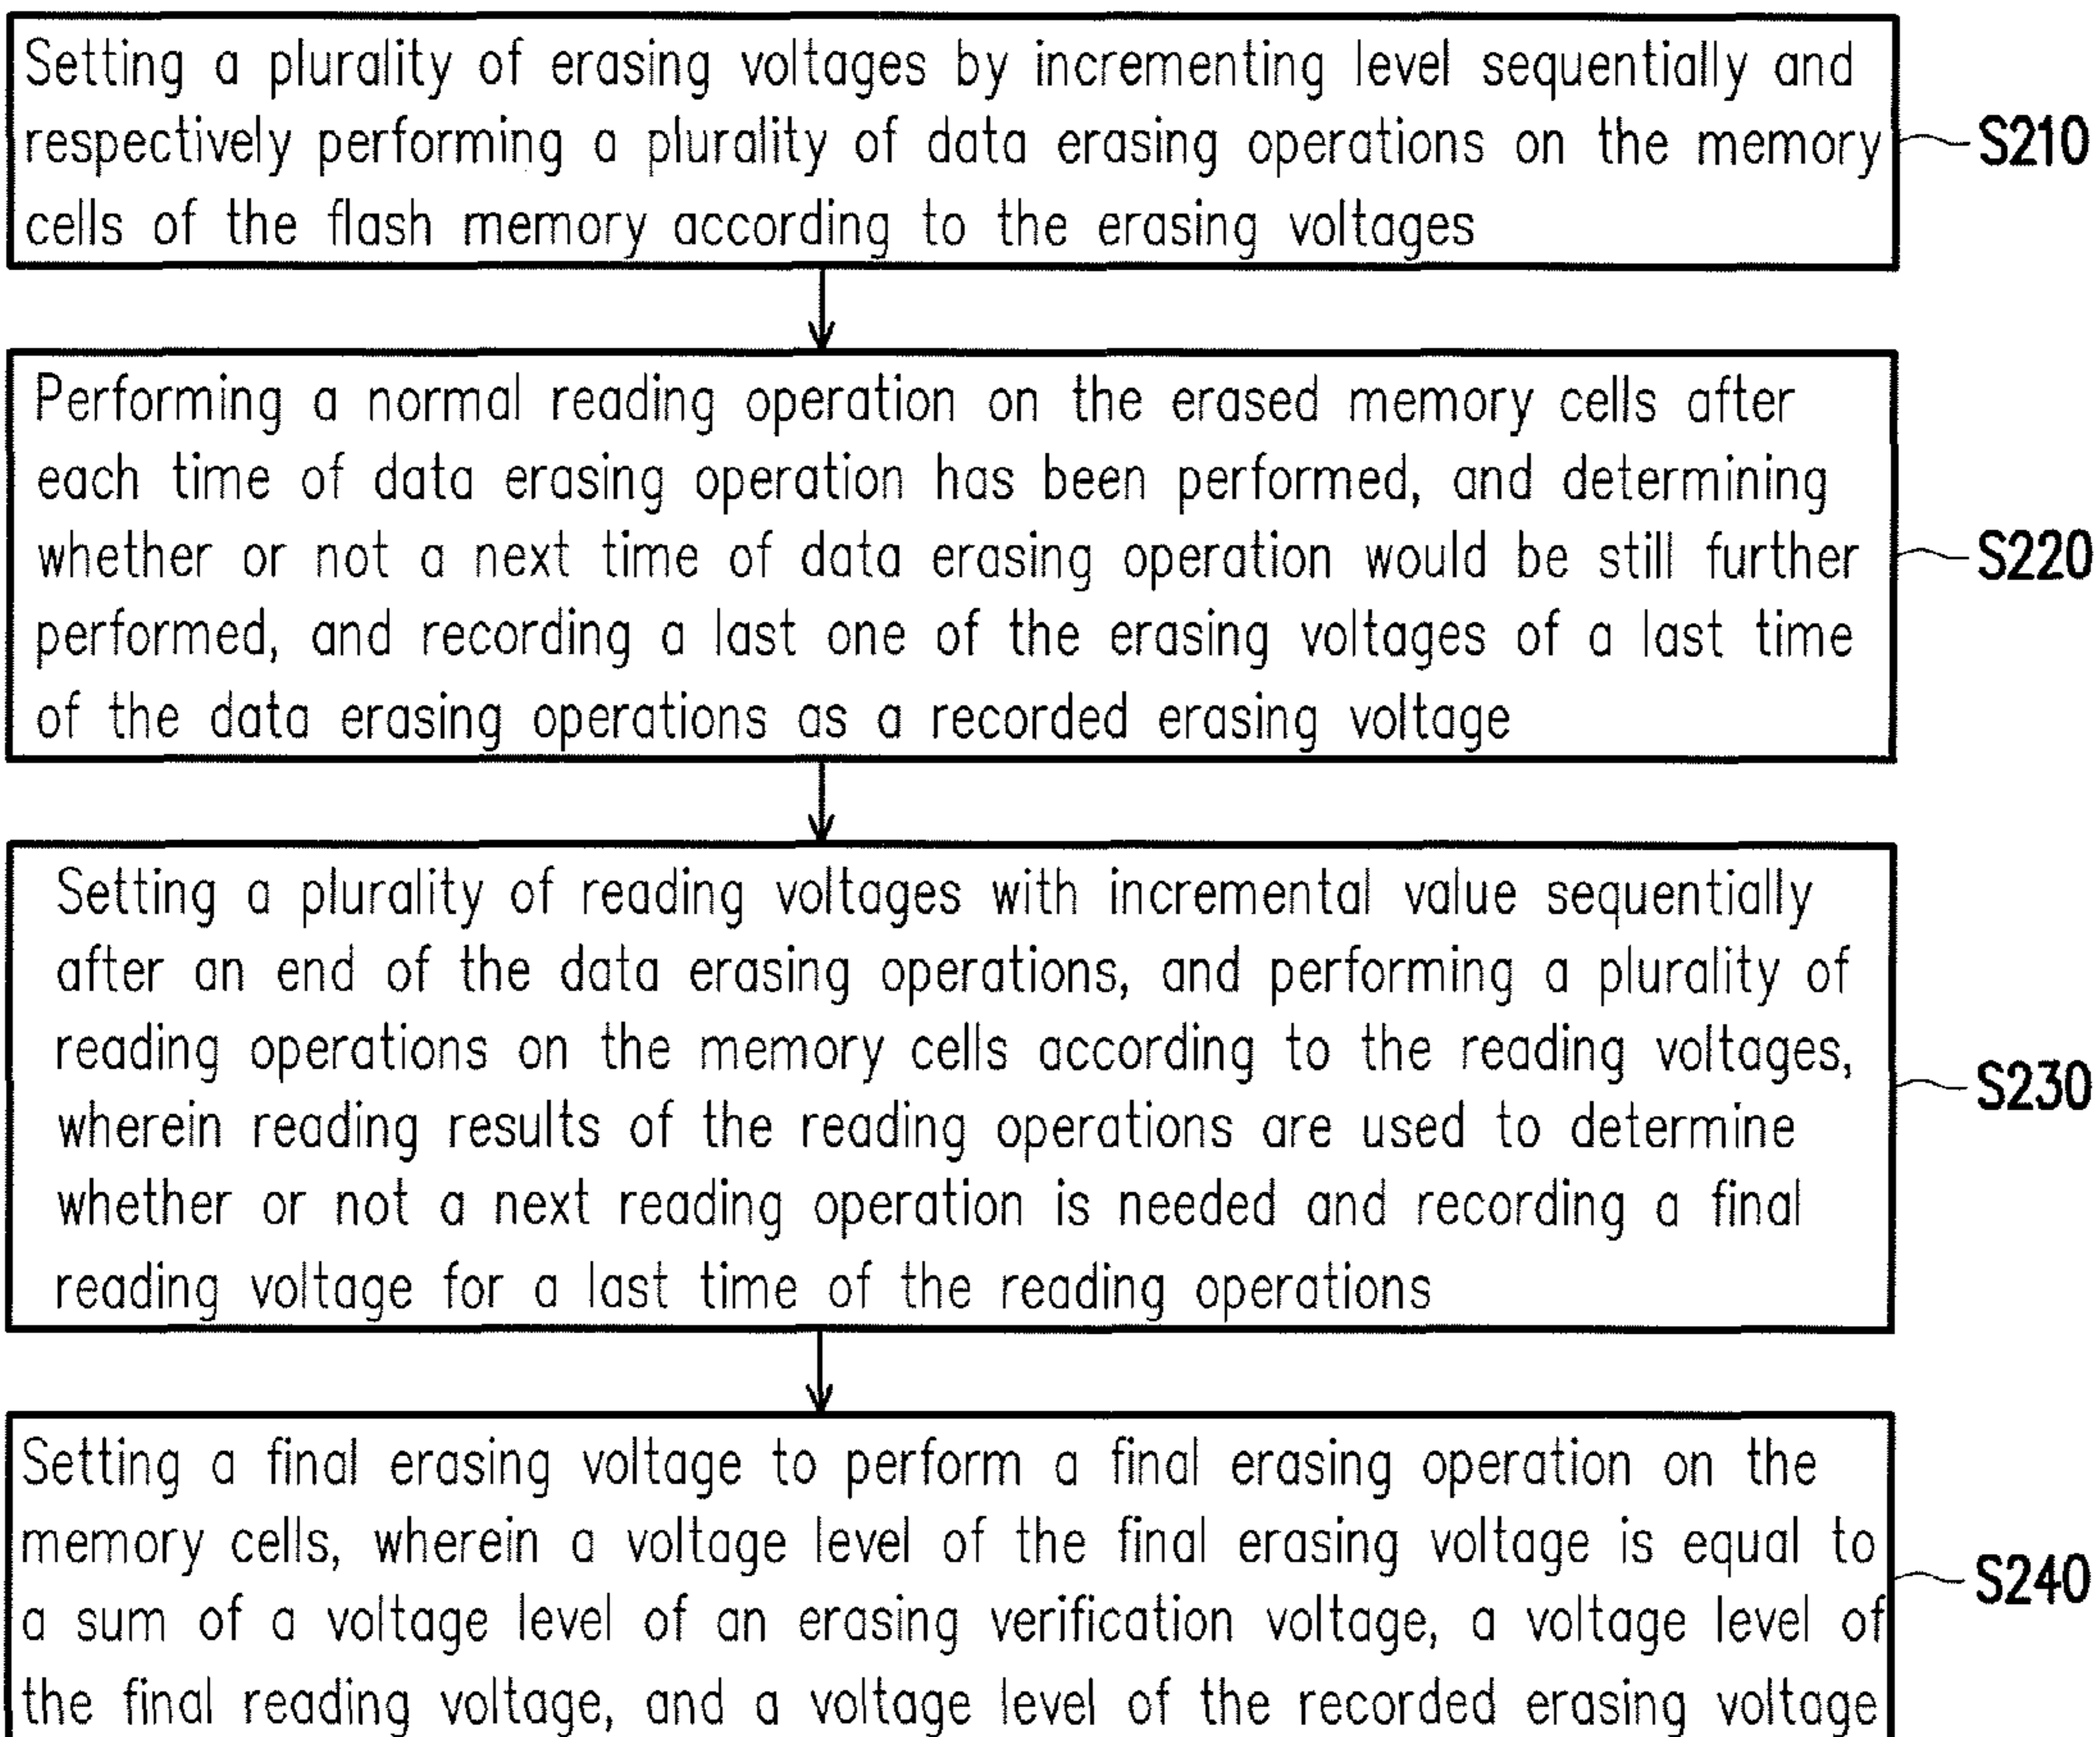 Setting a plurality of erasing voltages by incrementing level sequentially and
respectively performing a plurality of data erasing operations on the memory
cells of the flash memory according to the erasing voltages
S210
Performing a normal reading operation on the erased memory cells after
each time of data erasing operation has been performed, and determining
whether or not a next time of data erasing operation would be still further
performed, and recording a last one of the erasing voltages of a last time
of the data erasing operations as a recorded erasing voltage
S220
Setting a plurality of reading voltages with incremental value sequentially
after an end of the data erasing operations, and performing a plurality of
reading operations on the memory cells according to the reading voltages,
wherein reading results of the reading operations are used to determine
whether or not a next reading operation is needed and recording a final
reading voltage for a last time of the reading operations
S230
Setting a final erasing voltage to perform a final erasing operation on the
memory cells, wherein a voltage level of the final erasing voltage is equal to
a sum of a voltage level of an erasing verification voltage, a voltage level of
the final reading voltage, and a voltage level of the recorded erasing voltage
S240